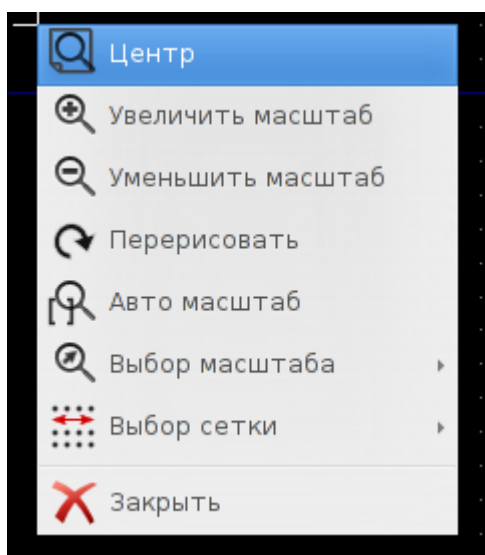 Центр
Увеличить масштаб
Уменьшить масштаб
Перерисовать
Авто масштаб
Выбор масштаба
Выбор сетки
Закрыть